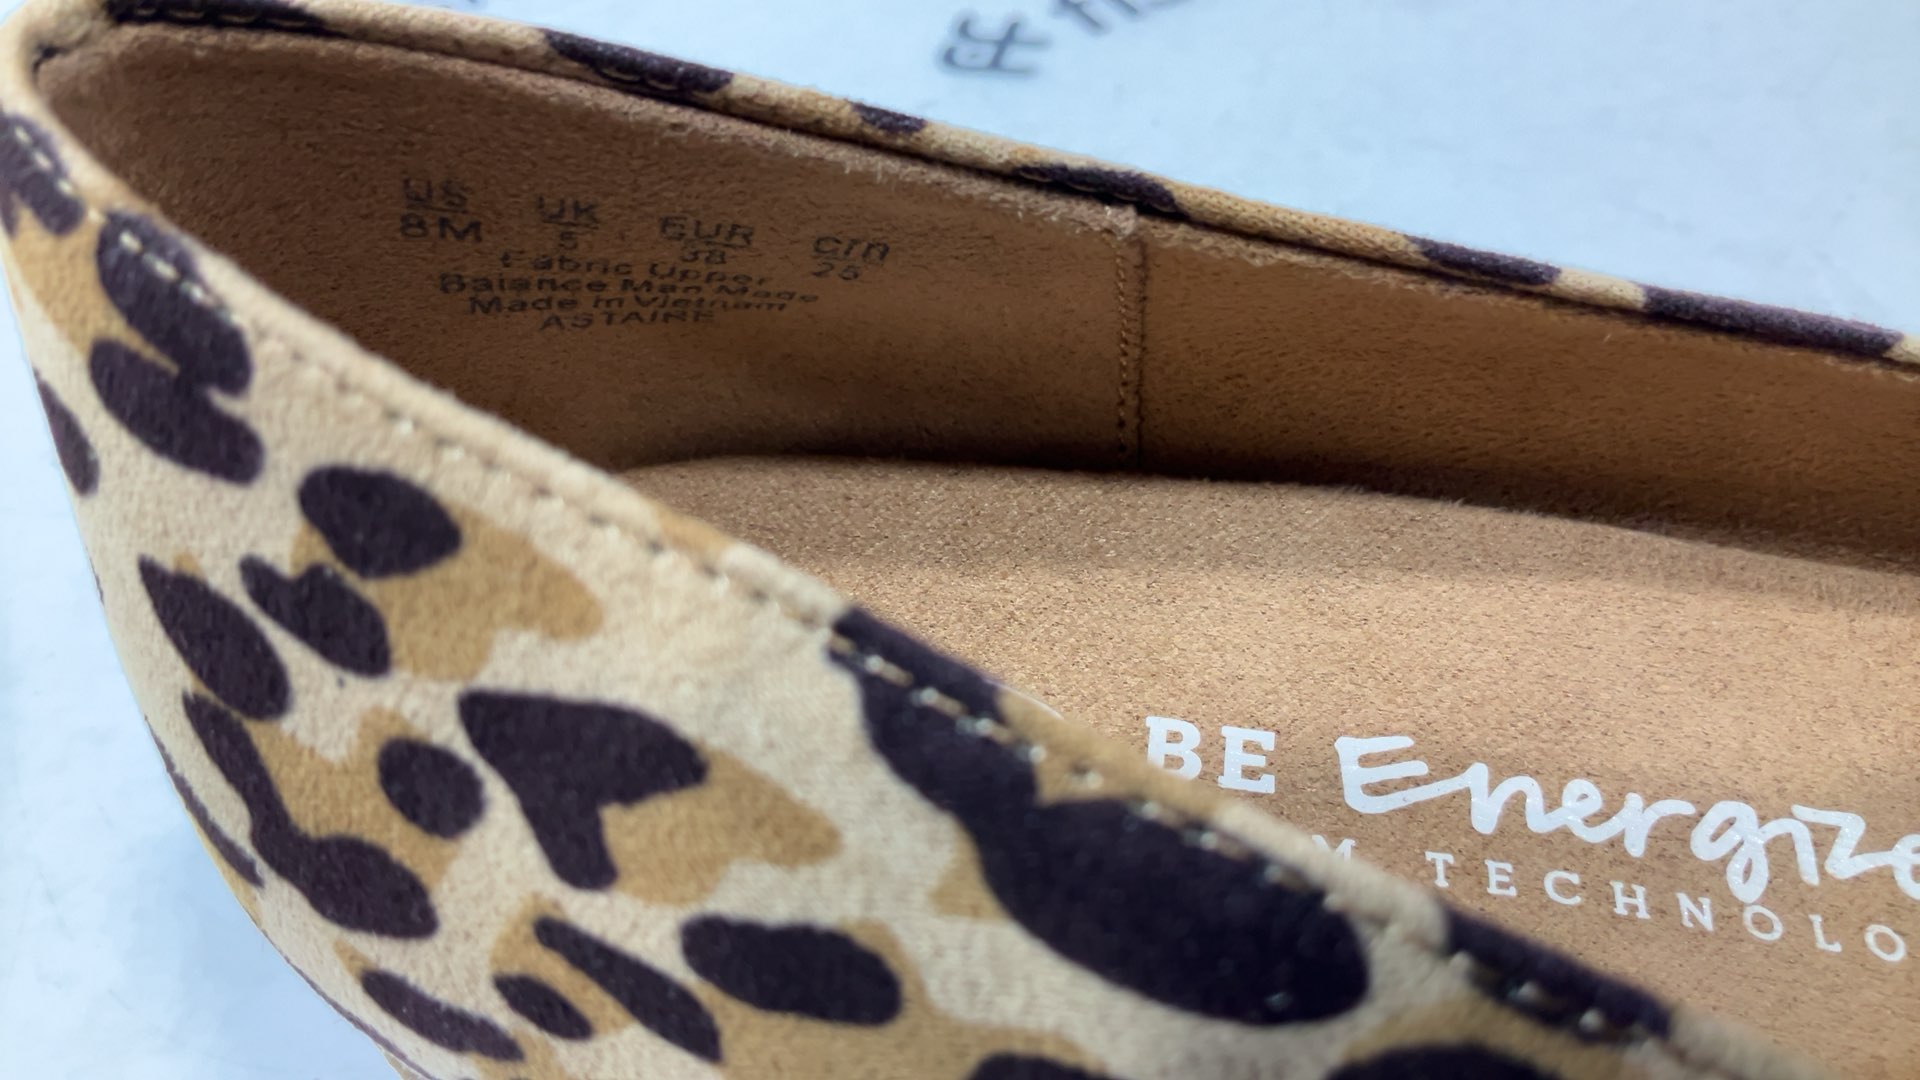 US UK EUR cm
8M 5 38 25
Fabric Upper,
Balance Man Made
Made in Vietnam
ASTAIRE
BE Energize
M TECHNOLO